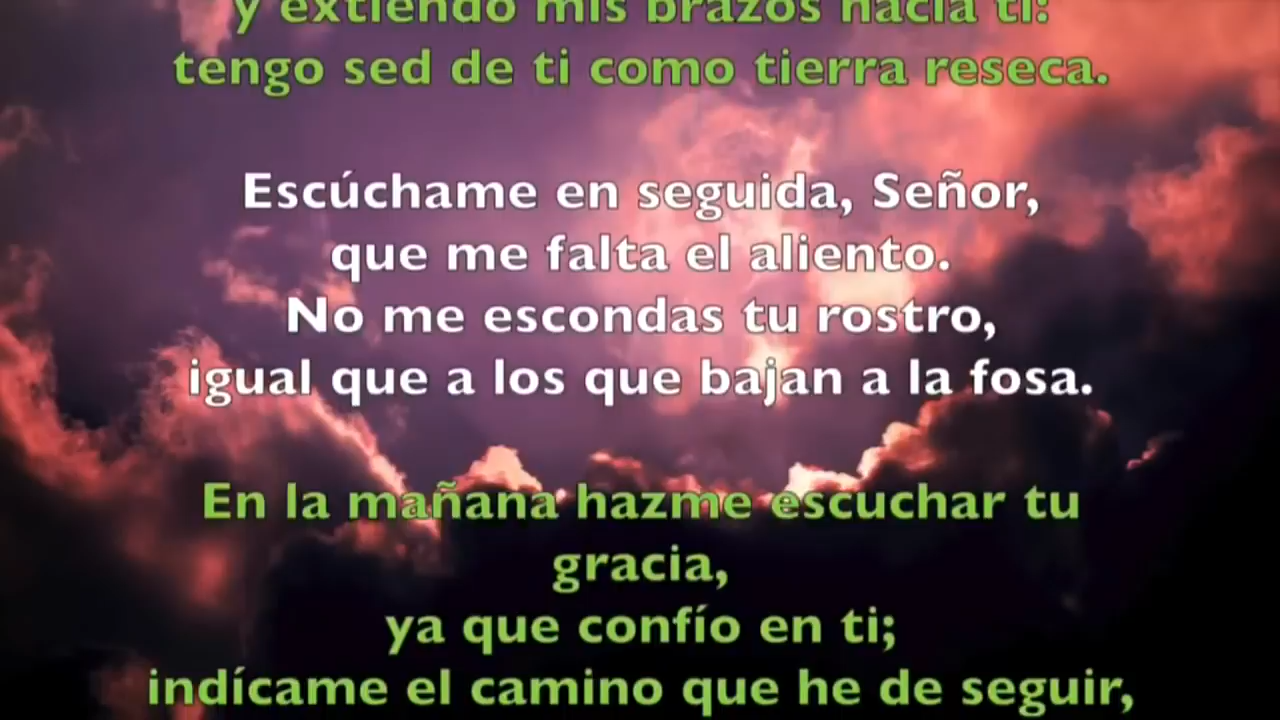 y extiendo mis brazos hacia ti:
tengo sed de ti como tierra reseca.
Escúchame en seguida, Señor,
que me falta el aliento.
No me escondas tu rostro,
igual que a los que bajan a la fosa.
En la mañana hazme escuchar tu
gracia,
ya que confío en ti;
indícame el camino que he de seguir,